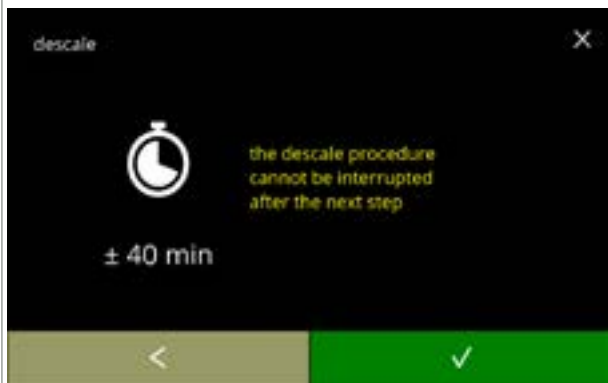 descale
the descale procedure
cannot be interrupted
after the next step
± 40 min